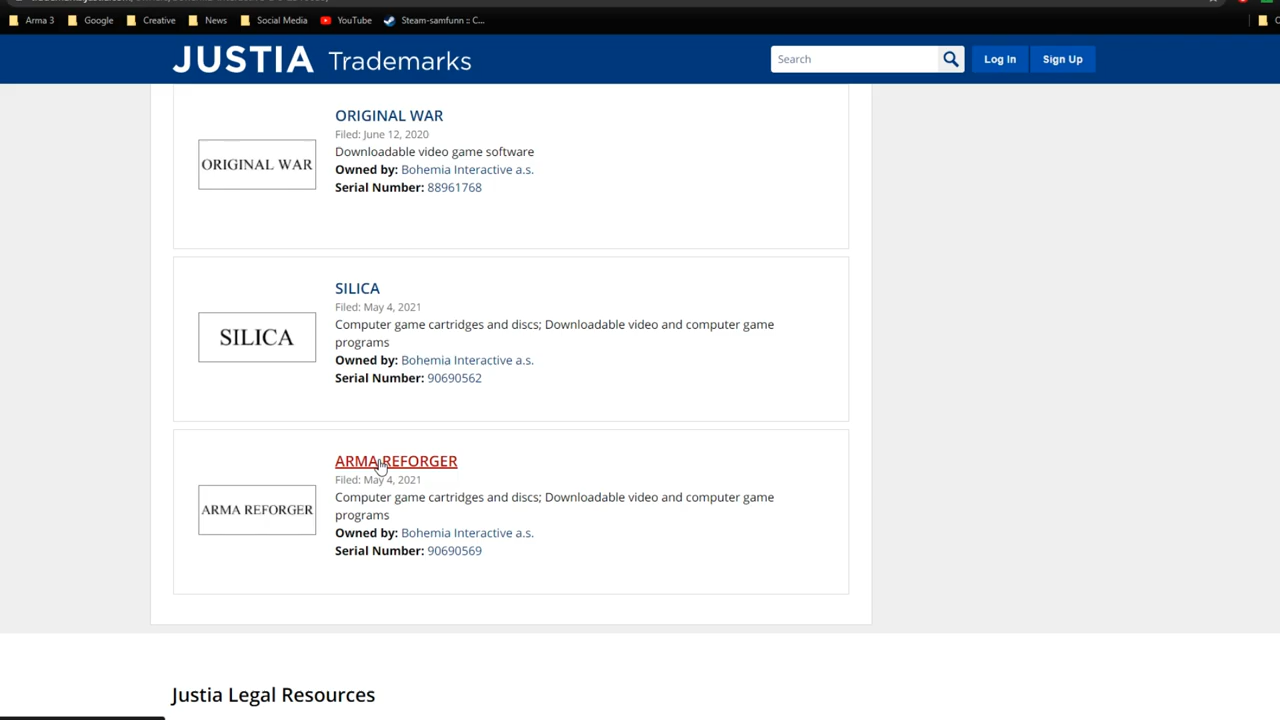 Arma 3 Google Creative News Social Media YouTube Steam-samfunn :: C...
JUSTIA Trademarks
Search
Log In
Sign Up
ORIGINAL WAR
Filed: June 12, 2020
ORIGINAL WAR
Downloadable video game software
Owned by: Bohemia Interactive a.s.
Serial Number: 88961768
SILICA
Filed: May 4, 2021
SILICA
Computer game cartridges and discs; Downloadable video and computer game
programs
Owned by: Bohemia Interactive a.s.
Serial Number: 90690562
ARMA REFORGER
Filed: May 4, 2021
ARMA REFORGER
Computer game cartridges and discs; Downloadable video and computer game
programs
Owned by: Bohemia Interactive a.s.
Serial Number: 90690569
Justia Legal Resources